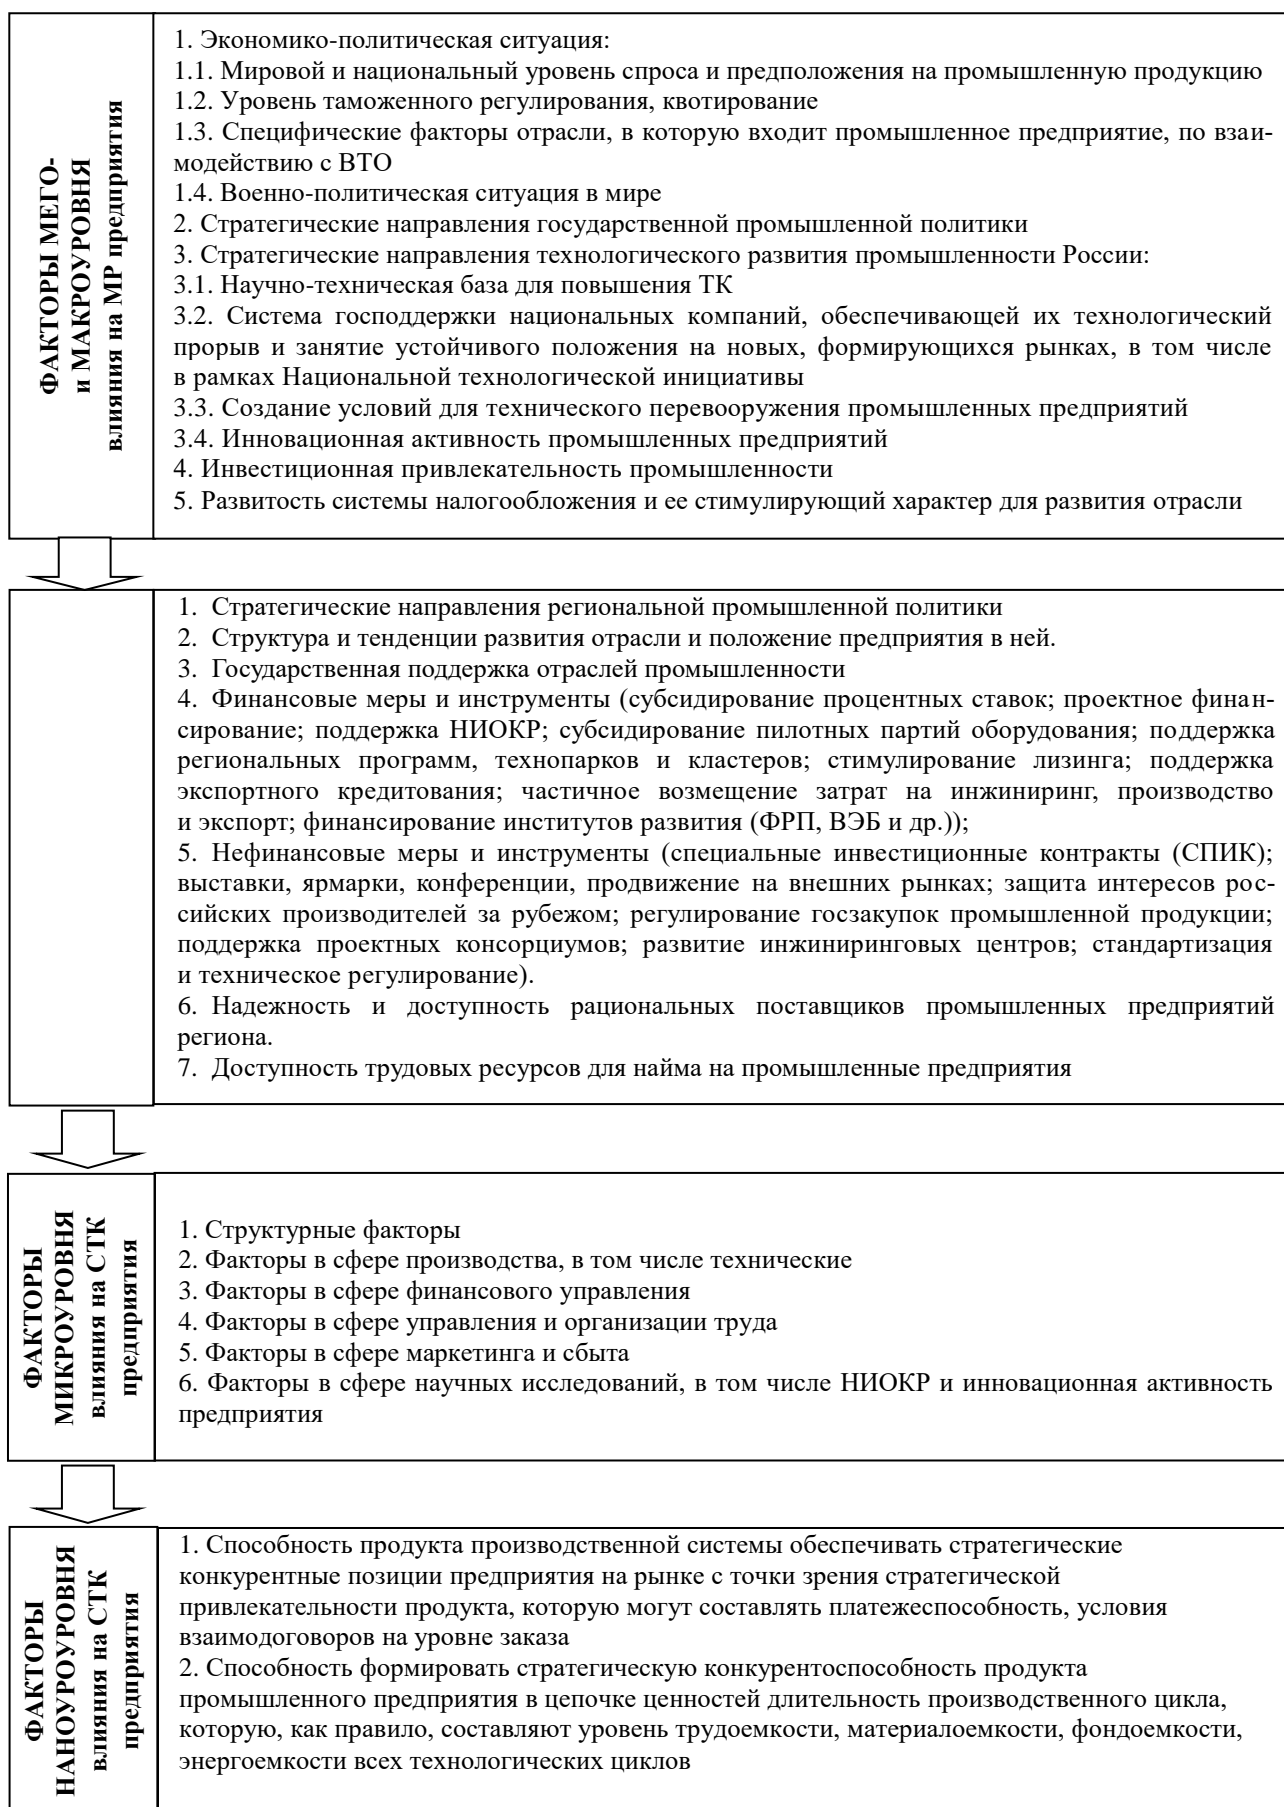 ФАКТОРЫ МЕГО-
и МАКРОУРОВНЯ
влияния на МР предприятия
1. Экономико-политическая ситуация:
1.1. Мировой и национальный уровень спроса и предположения на промышленную продукцию
1.2. Уровень таможенного регулирования, квотирование
1.3. Специфические факторы отрасли, в которую входит промышленное предприятие, по взаи-
модействию с ВТО
1.4. Военно-политическая ситуация в мире
2. Стратегические направления государственной промышленной политики
3. Стратегические направления технологического развития промышленности России:
3.1. Научно-техническая база для повышения ТК
3.2. Система господдержки национальных компаний, обеспечивающей их технологический
прорыв и занятие устойчивого положения на новых, формирующихся рынках, в том числе
в рамках Национальной технологической инициативы
3.3. Создание условий для технического перевооружения промышленных предприятий
3.4. Инновационная активность промышленных предприятий
4. Инвестиционная привлекательность промышленности
5. Развитость системы налогообложения и ее стимулирующий характер для развития отрасли
1. Стратегические направления региональной промышленной политики
2. Структура и тенденции развития отрасли и положение предприятия в ней.
3. Государственная поддержка отраслей промышленности
4. Финансовые меры и инструменты (субсидирование процентных ставок; проектное финан-
сирование; поддержка НИОКР; субсидирование пилотных партий оборудования; поддержка
региональных программ, технопарков и кластеров; стимулирование лизинга; поддержка
экспортного кредитования; частичное возмещение затрат на инжиниринг, производство
и экспорт; финансирование институтов развития (ФРП, ВЭБ и др.));
5. Нефинансовые меры и инструменты (специальные инвестиционные контракты (СПИК);
выставки, ярмарки, конференции, продвижение на внешних рынках; защита интересов рос-
сийских производителей за рубежом; регулирование госзакупок промышленной продукции;
поддержка проектных консорциумов; развитие инжиниринговых центров; стандартизация
и техническое регулирование).
6. Надежность и доступность рациональных поставщиков промышленных предприятий
региона.
7. Доступность трудовых ресурсов для найма на промышленные предприятия
ФАКТОРЫ
МИКРОУРОВНЯ
влияния на СТК
предприятия
1. Структурные факторы
2. Факторы в сфере производства, в том числе технические
3. Факторы в сфере финансового управления
4. Факторы в сфере управления и организации труда
5. Факторы в сфере маркетинга и сбыта
6. Факторы в сфере научных исследований, в том числе НИОКР и инновационная активность
предприятия
ФАКТОРЫ
НАНОУРОУРОВНЯ
влияния на СТК
предприятия
1. Способность продукта производственной системы обеспечивать стратегические
конкурентные позиции предприятия на рынке с точки зрения стратегической
привлекательности продукта, которую могут составлять платежеспособность, условия
взаимодоговоров на уровне заказа
2. Способность формировать стратегическую конкурентоспособность продукта
промышленного предприятия в цепочке ценностей длительность производственного цикла,
которую, как правило, составляют уровень трудоемкости, материалоемкости, фондоемкости,
энергоемкости всех технологических циклов